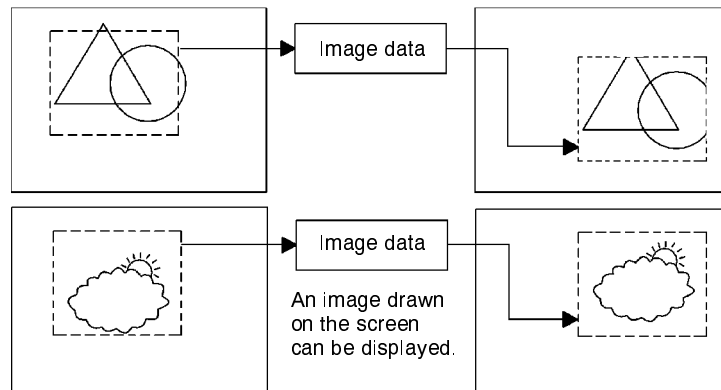 Image data
Image data
An image drawn
on the screen
can be displayed.